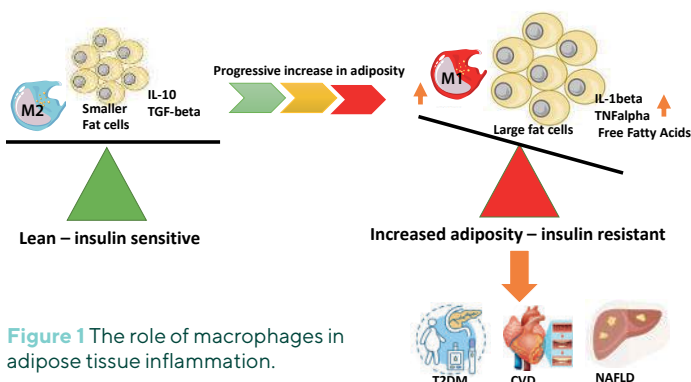 M2
Smaller
Fat cells
IL-10
TGF-beta
Lean – insulin sensitive
Progressive increase in adiposity
M1
Large fat cells
IL-1beta
TNFalpha
Free Fatty Acids
Increased adiposity – insulin resistant
T2DM
CVD
NAFLD
Figure 1 The role of macrophages in
adipose tissue inflammation.